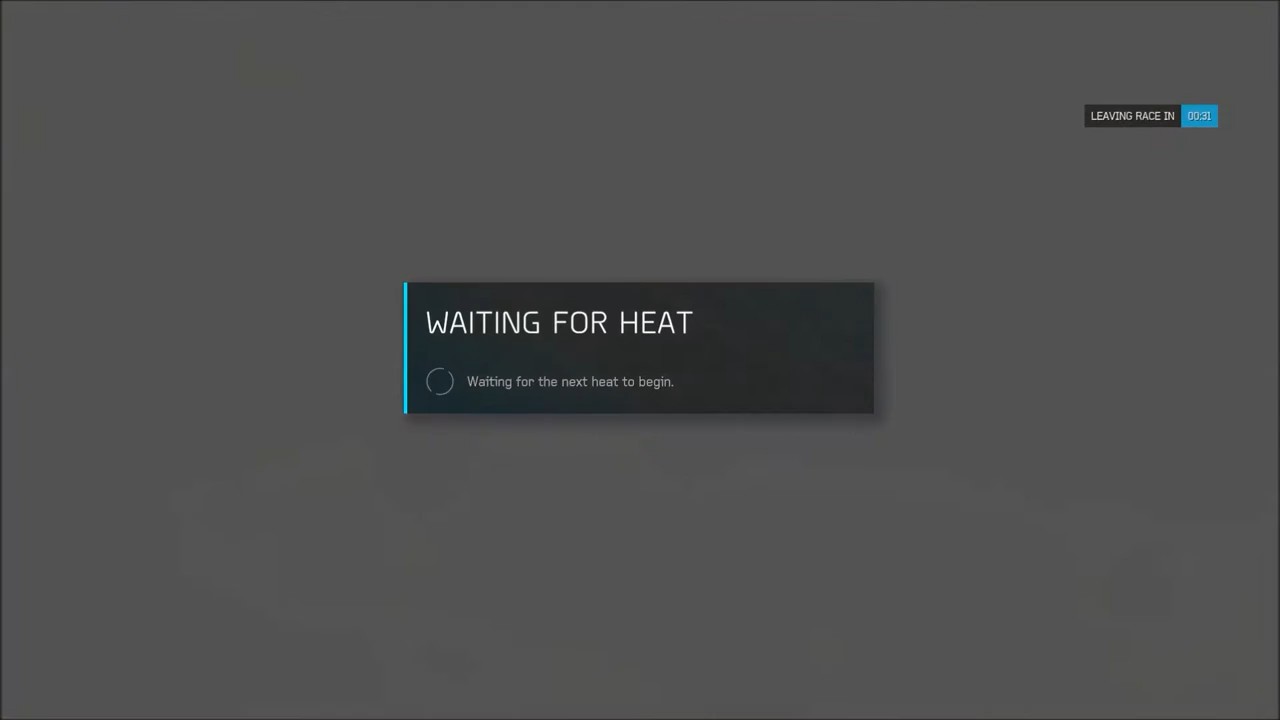 LEAVING RACE IN 00:31
WAITING FOR HEAT
Waiting for the next heat to begin.